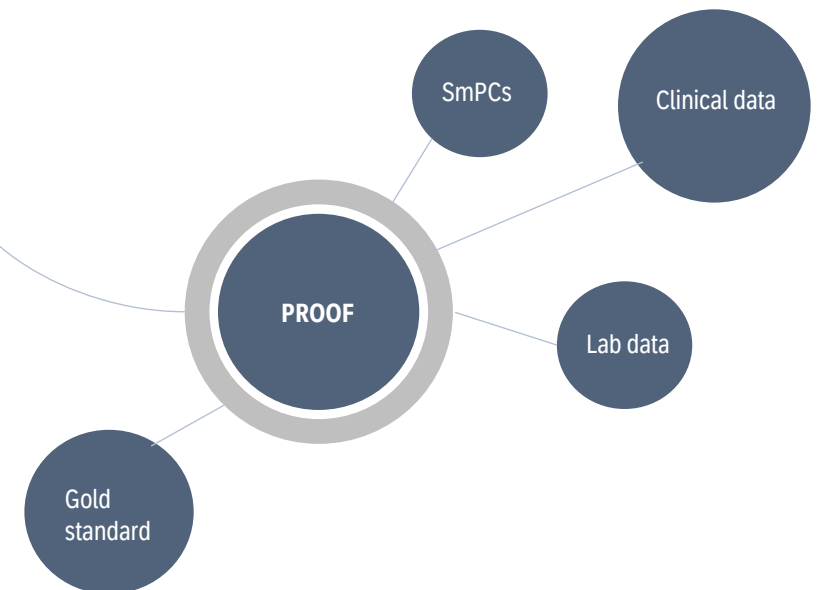 SmPCs
Clinical data
PROOF
Lab data
Gold
standard